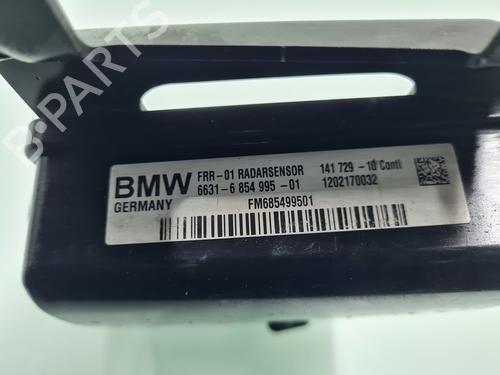 BMW
GERMANY
FRR-01 RADARSENSOR
6631-6 854 995 -01
141 729 -10 Conti
1202170032
FM685499501
B-PARTS